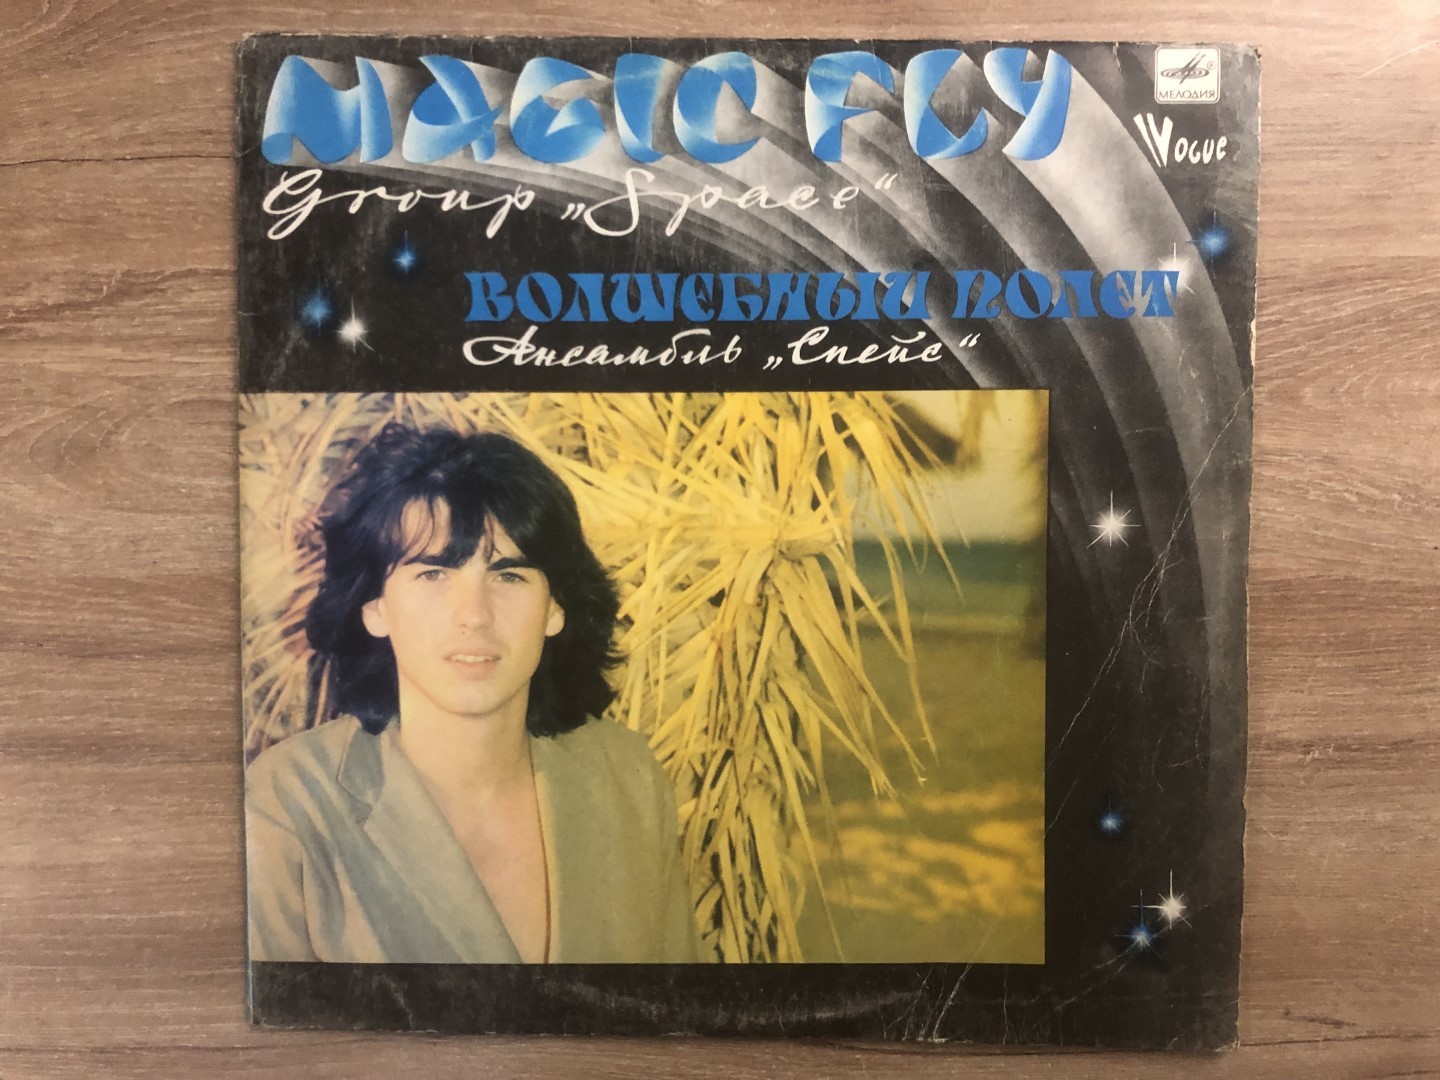 MAGIC FLY
МЕЛОДИЯ
VOGUE
Group „Space“
ВОЛШЕБНЫЙ ПОЛЕТ
Ансамбль „Спейс“